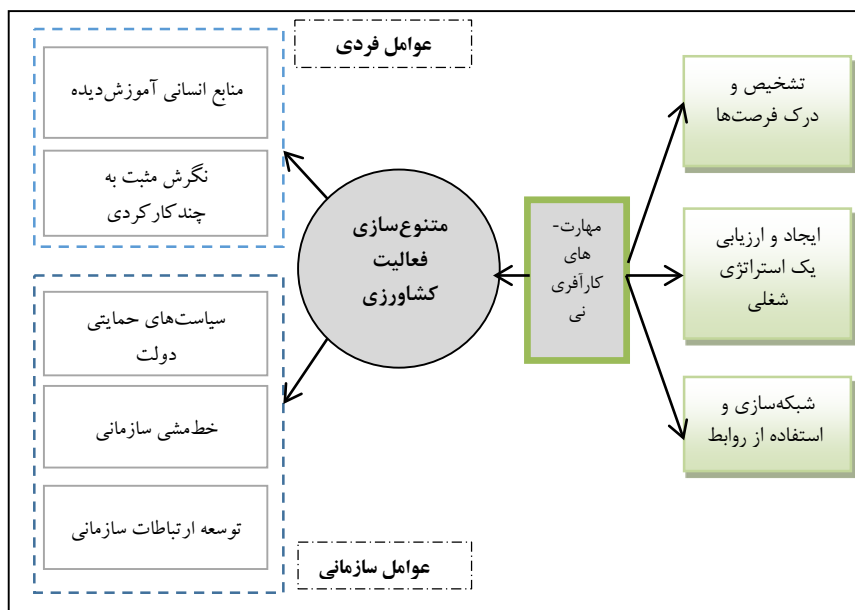 عوامل فردی
منابع انسانی آموزش‌دیده
نگرش مثبت به
چندکارکردی
تشخیص و
درک فرصت‌ها
متنوع‌سازی
فعالیت
کشاورزی
مهارت-
های
کارآفری
نی
ایجاد و ارزیابی
یک استراتژی
شغلی
سیاست‌های حمایتی
دولت
خط‌مشی سازمانی
شبکه‌سازی و
استفاده از روابط
توسعه ارتباطات سازمانی
عوامل سازمانی